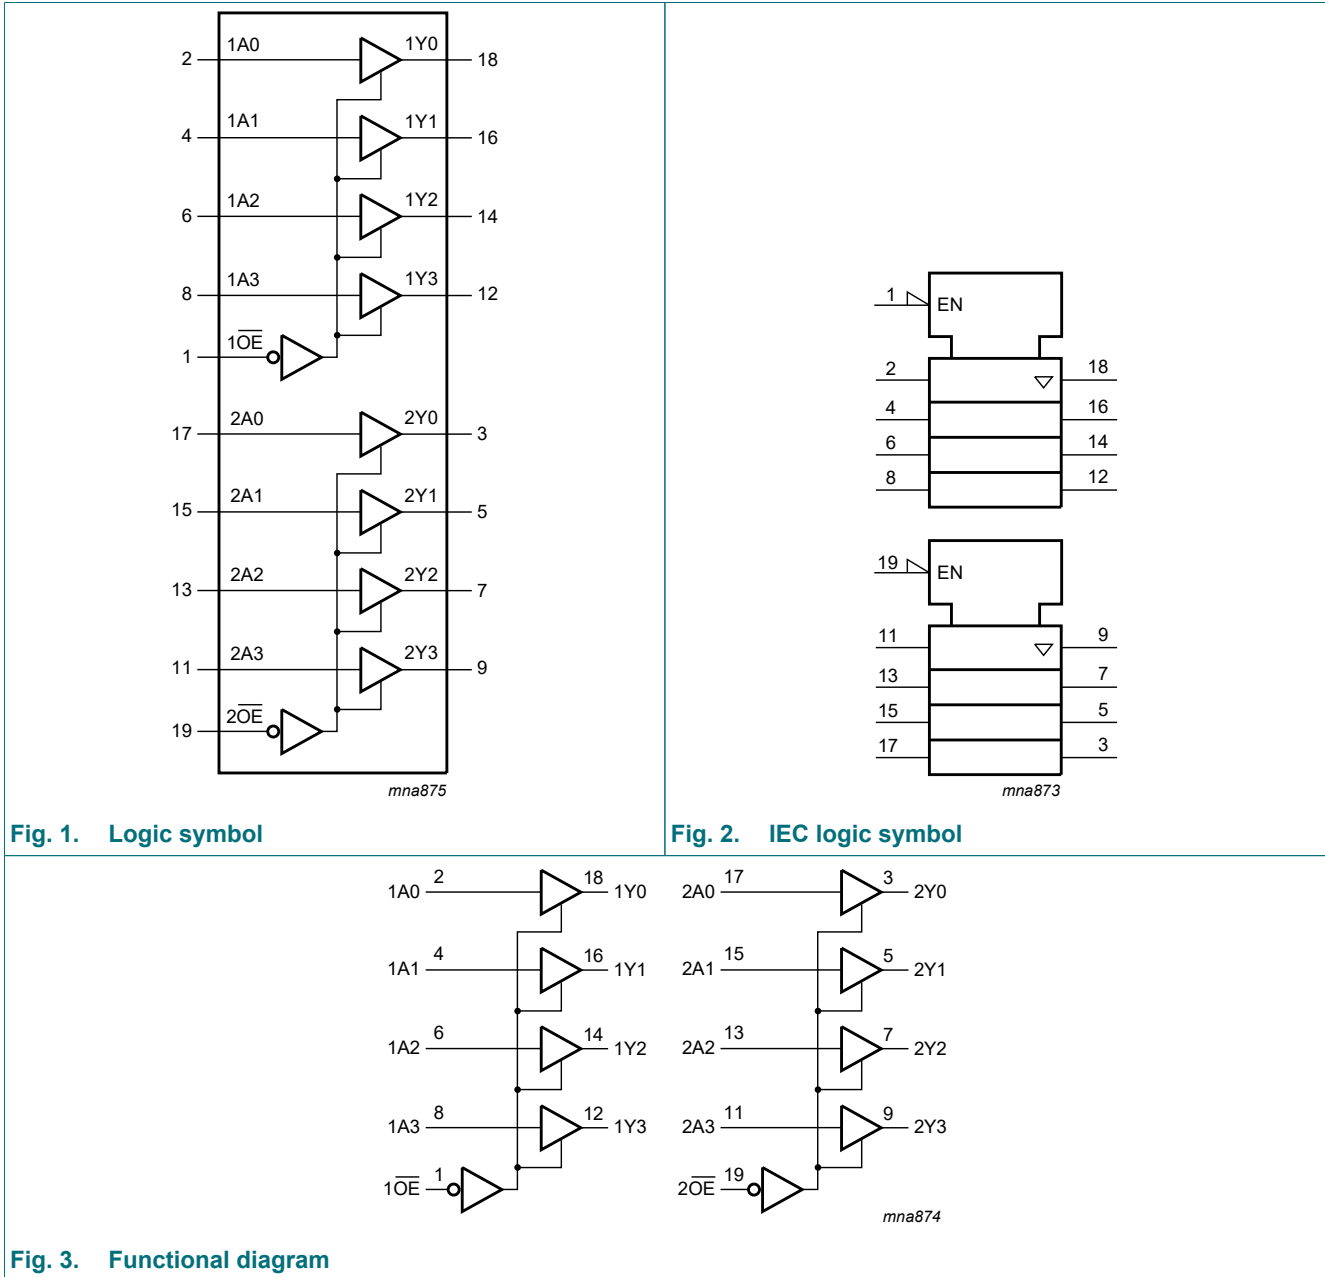 1A0 1Y0
2 18
1A1 1Y1
4 16
1A2 1Y2
6 14
1A3 1Y3
8 12
1OE
1
2A0 2Y0
17 3
2A1 2Y1
15 5
2A2 2Y2
13 7
2A3 2Y3
11 9
2OE
19
mna875
Fig. 1. Logic symbol
1 EN
2 18
4 16
6 14
8 12
19 EN
11 9
13 7
15 5
17 3
mna873
Fig. 2. IEC logic symbol
1A0 2 18 1Y0
1A1 4 16 1Y1
1A2 6 14 1Y2
1A3 8 12 1Y3
1OE 1
2A0 17 3 2Y0
2A1 15 5 2Y1
2A2 13 7 2Y2
2A3 11 9 2Y3
2OE 19
mna874
Fig. 3. Functional diagram